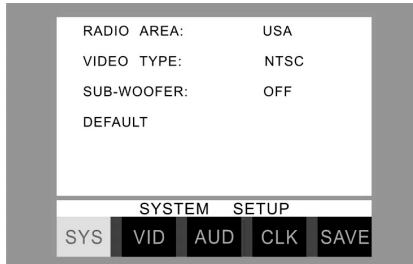 RADIO AREA: USA
VIDEO TYPE: NTSC
SUB-WOOFER: OFF
DEFAULT
SYSTEM SETUP
SYS VID AUD CLK SAVE